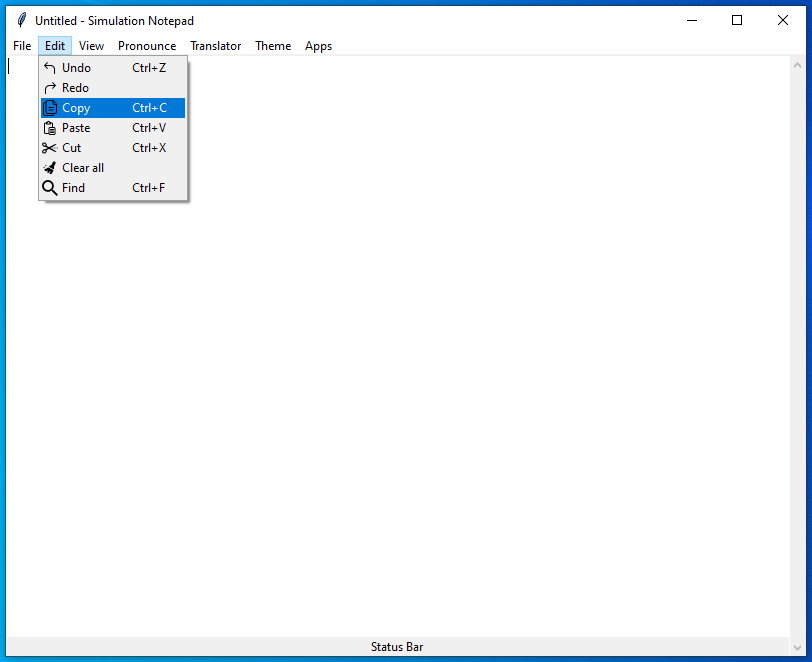 Untitled - Simulation Notepad
File Edit View Pronounce Translator Theme Apps
Undo Ctrl+Z
Redo
Copy Ctrl+C
Paste Ctrl+V
Cut Ctrl+X
Clear all
Find Ctrl+F
Status Bar